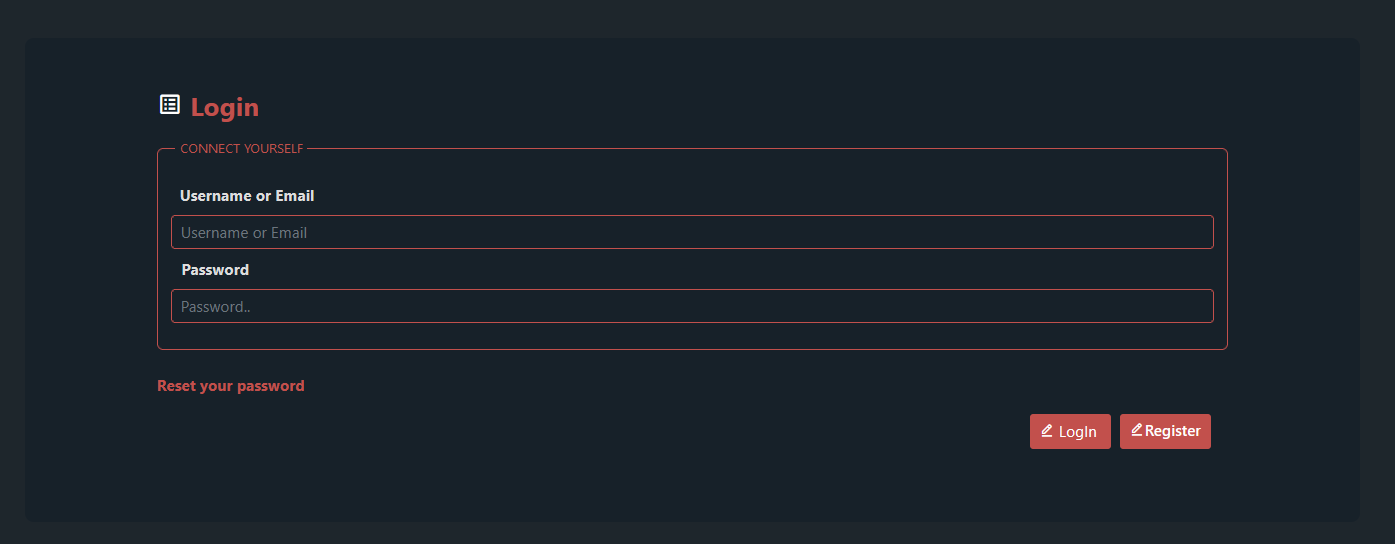 Login
CONNECT YOURSELF
Username or Email
Username or Email
Password
Password..
Reset your password
LogIn
Register